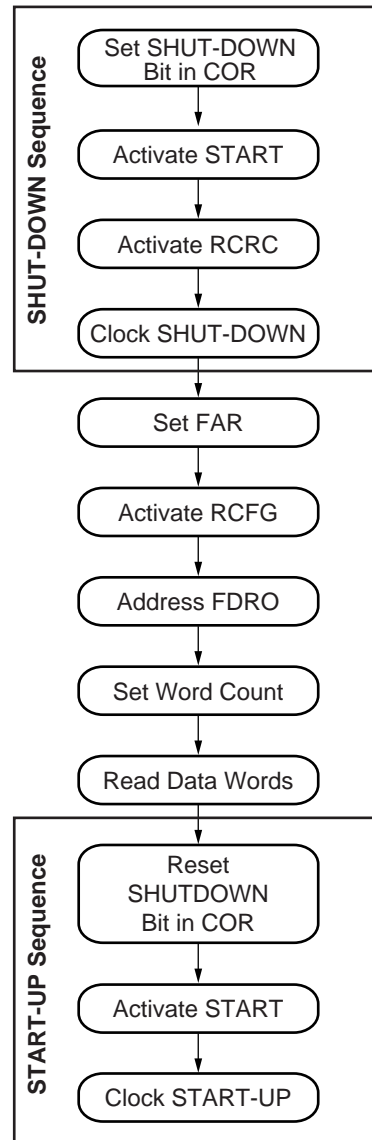 SHUT-DOWN Sequence
Set SHUT-DOWN
Bit in COR
Activate START
Activate RCRC
Clock SHUT-DOWN
Set FAR
Activate RCFG
Address FDRO
Set Word Count
Read Data Words
START-UP Sequence
Reset
SHUTDOWN
Bit in COR
Activate START
Clock START-UP